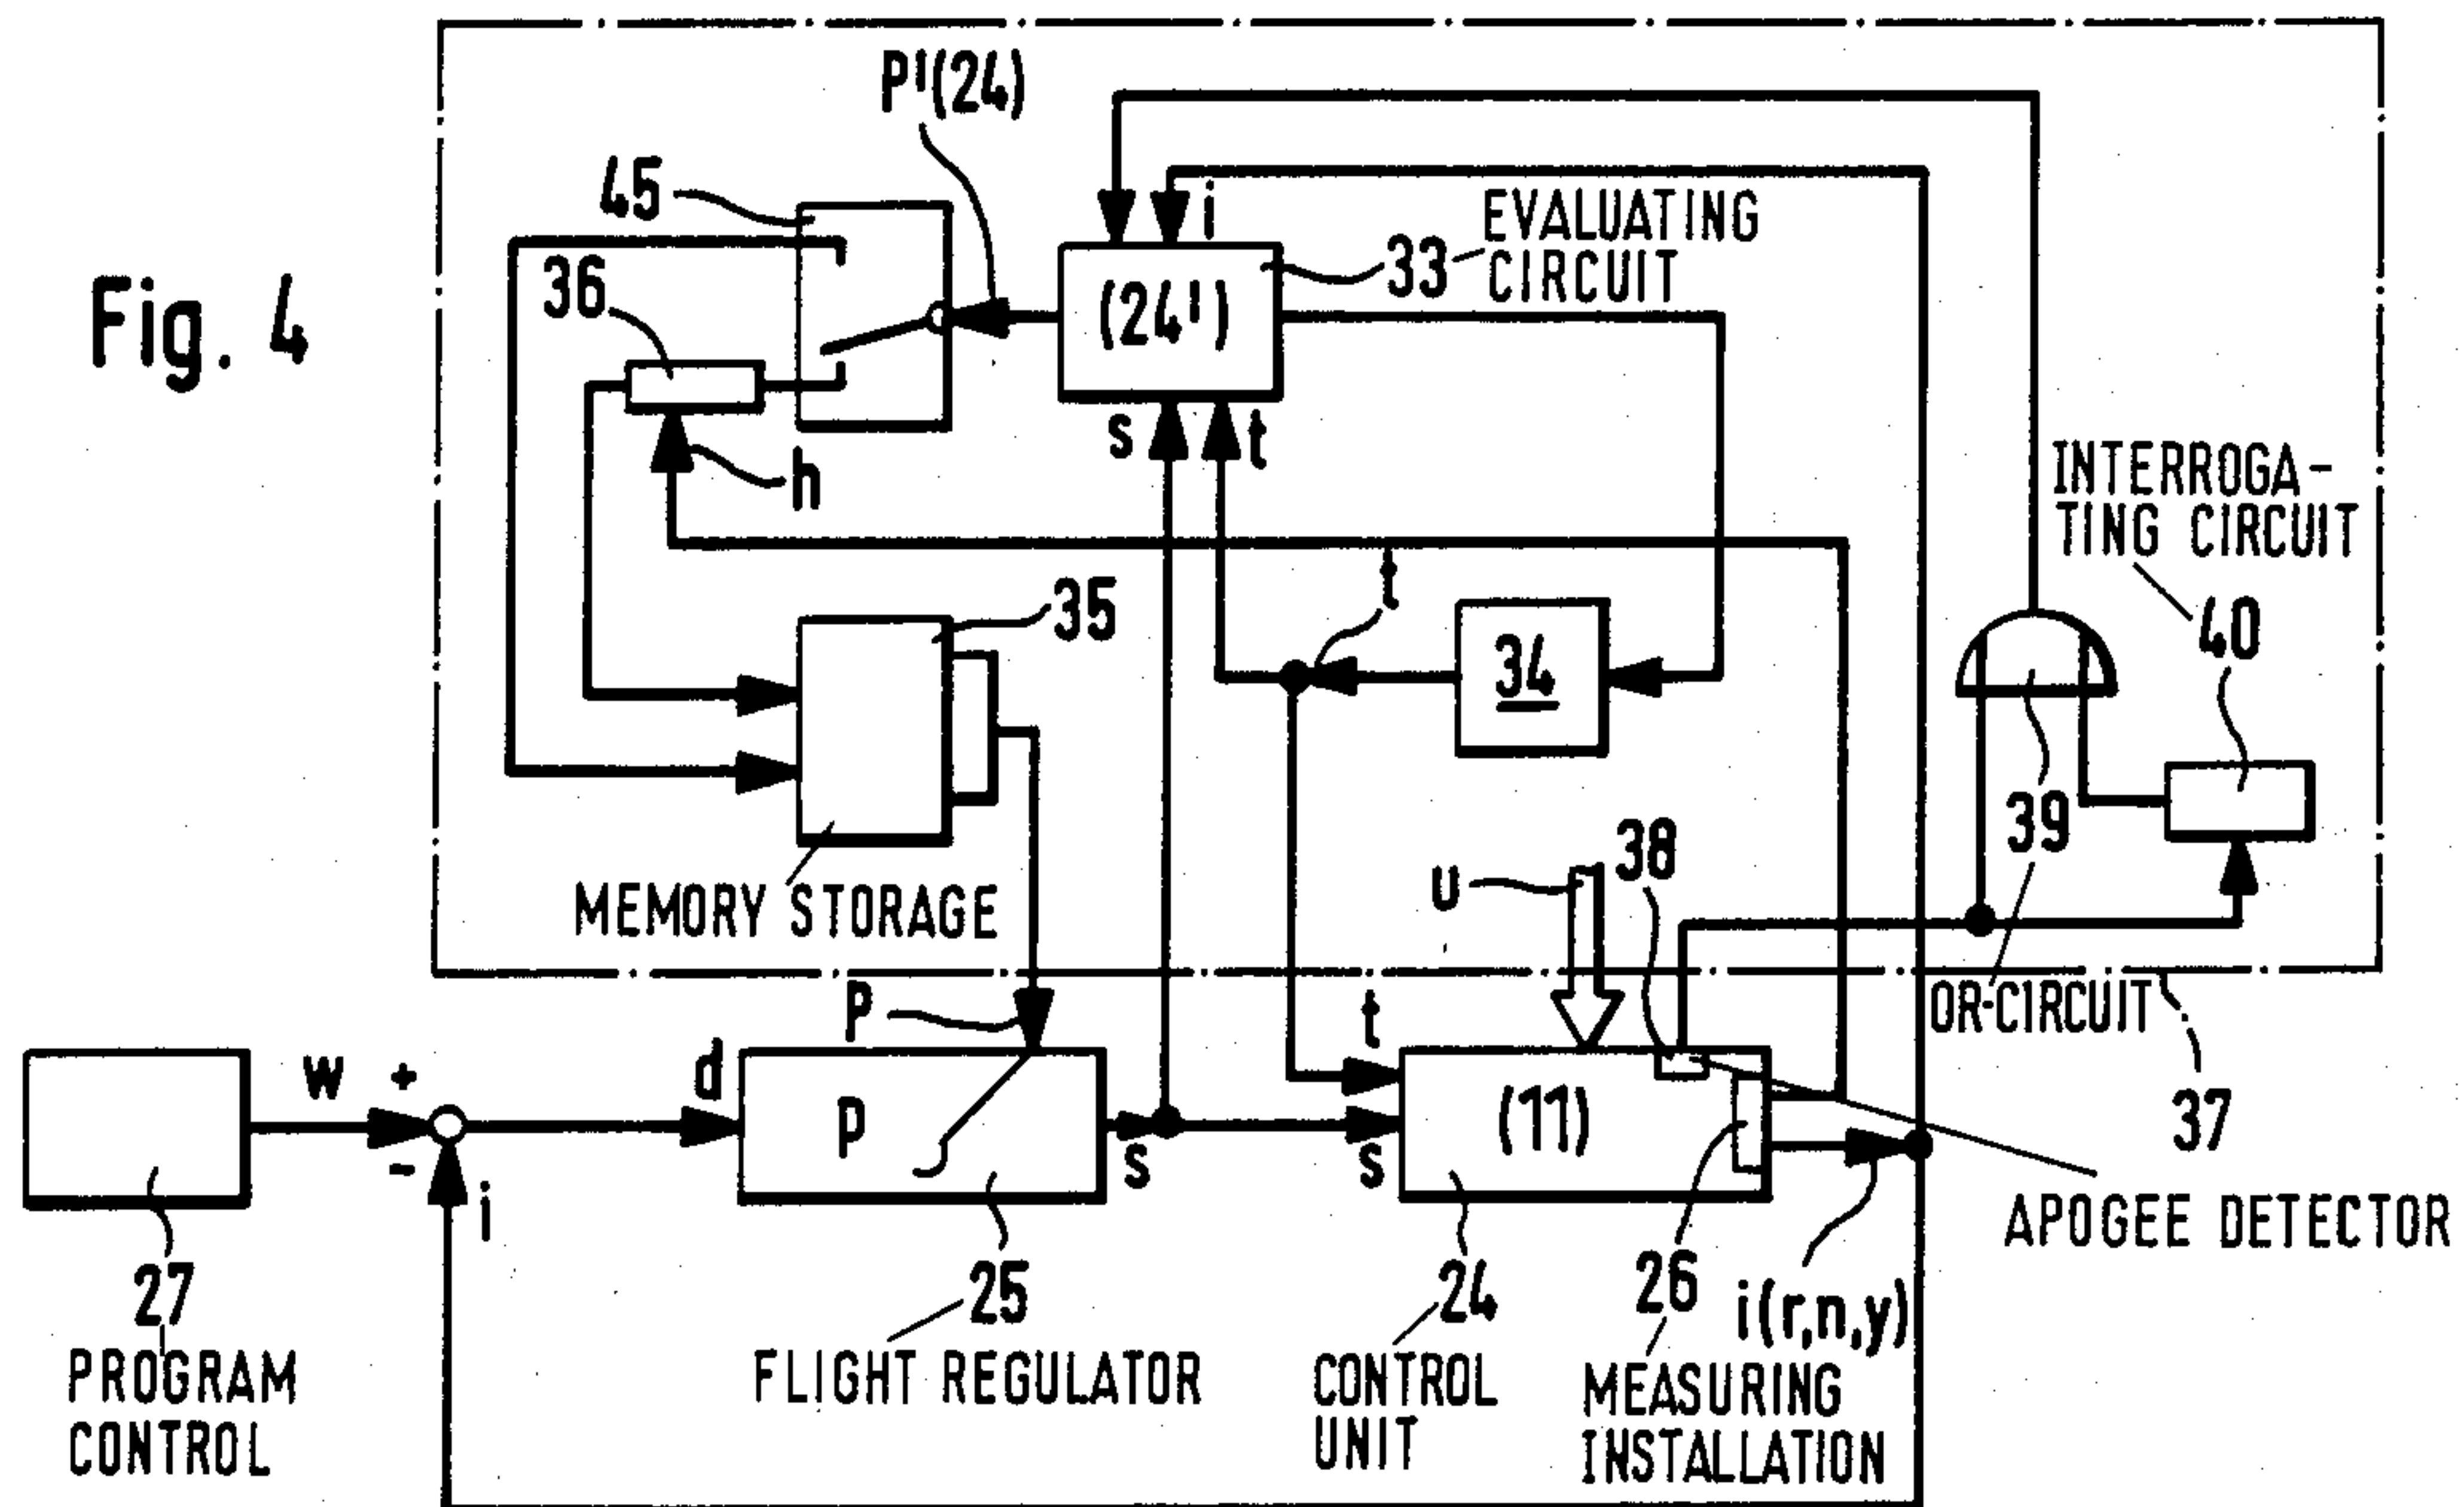 Fig. 4
P'(24)
45
36
i
33
EVALUATING
CIRCUIT
(24')
s
t
h
INTERROGA-
TING CIRCUIT
40
t
35
34
39
38
u
MEMORY STORAGE
OR-CIRCUIT
37
p
w
+
-
i
d
p
s
t
s
(11)
APOGEE DETECTOR
27
PROGRAM
CONTROL
25
FLIGHT REGULATOR
24
CONTROL
UNIT
26
MEASURING
INSTALLATION
i(r,n,y)